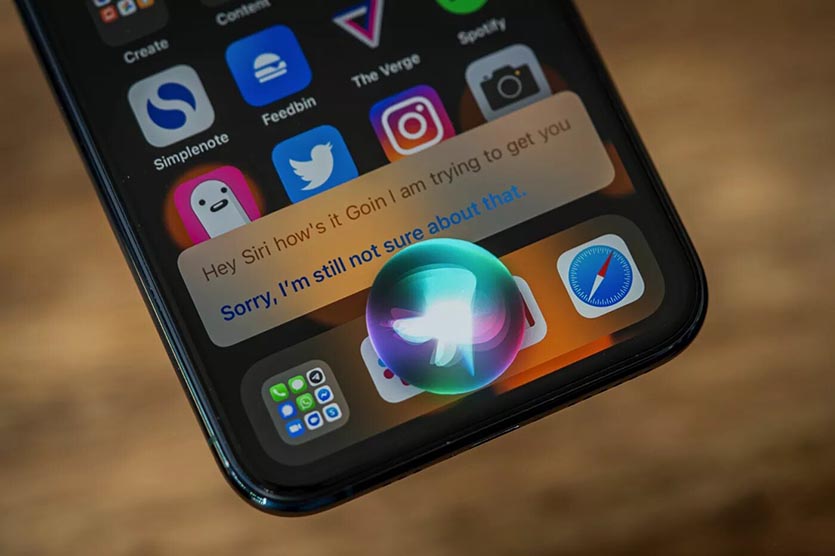 Create
Content
The Verge
Spotify
Simplenote
Feedbin
Hey Siri how's it Goin I am trying to get you
Sorry, I'm still not sure about that.